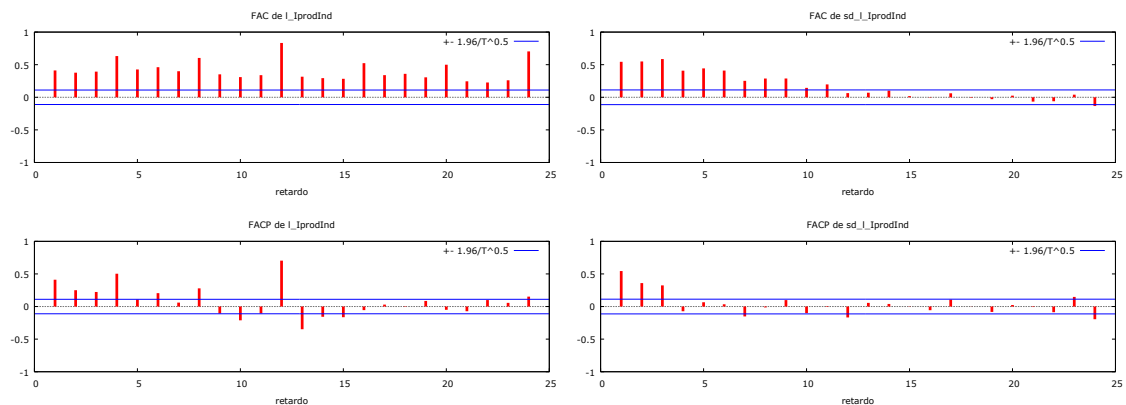 FAC de l_IprodInd
+- 1.96/T^0.5
1
0.5
0
-0.5
-1
0 5 10 15 20 25
retardo
FAC de sd_l_IprodInd
+- 1.96/T^0.5
1
0.5
0
-0.5
-1
0 5 10 15 20 25
retardo
FACP de l_IprodInd
+- 1.96/T^0.5
1
0.5
0
-0.5
-1
0 5 10 15 20 25
retardo
FACP de sd_l_IprodInd
+- 1.96/T^0.5
1
0.5
0
-0.5
-1
0 5 10 15 20 25
retardo